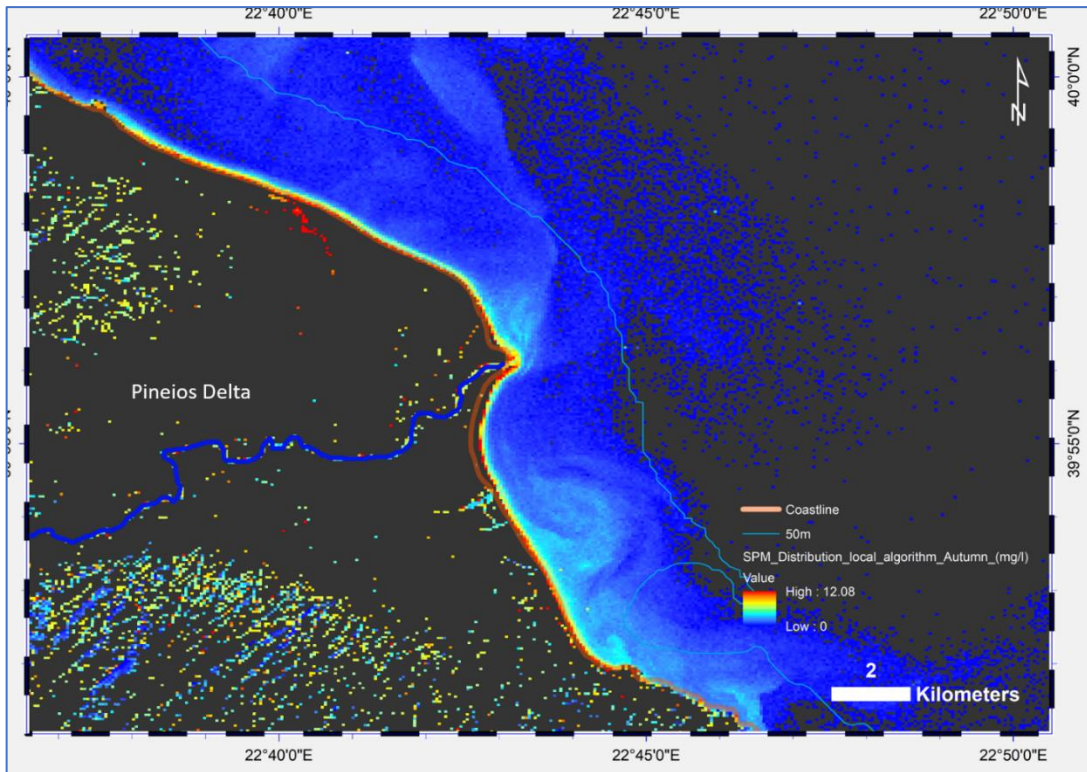 22°40'0"E 22°45'0"E 22°50'0"E
40°0'0"N
Pineios Delta
39°55'0"N
Coastline
50m
SPM_Distribution_local_algorithm_Autumn_(mg/l)
Value
High : 12.08
Low : 0
2
Kilometers
N
22°40'0"E 22°45'0"E 22°50'0"E